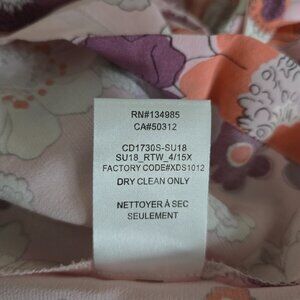 RN#134985
CA#50312
CD1730S-SU18
SU18_RTW_4/15X
FACTORY CODE#XDS1012
DRY CLEAN ONLY
NETTOYER À SEC
SEULEMENT